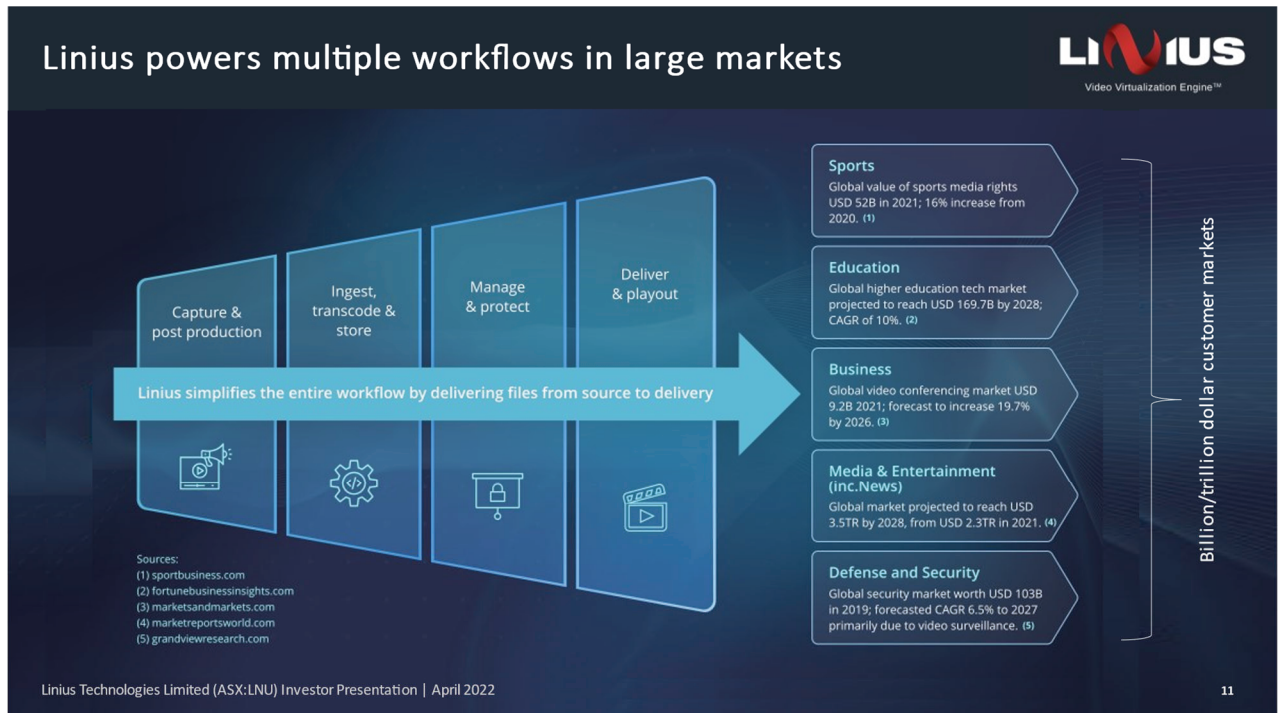 Linius powers multiple workflows in large markets
LINIUS
Video Virtualization Engine™
Capture &
post production
Ingest,
transcode &
store
Manage
& protect
Deliver
& playout
Linius simplifies the entire workflow by delivering files from source to delivery
Sports
Global value of sports media rights
USD 52B in 2021; 16% increase from
2020. (1)
Education
Global higher education tech market
projected to reach USD 169.7B by 2028;
CAGR of 10%. (2)
Business
Global video conferencing market USD
9.2B 2021; forecast to increase 19.7%
by 2026. (3)
Media & Entertainment
(inc.News)
Global market projected to reach USD
3.5TR by 2028, from USD 2.3TR in 2021. (4)
Defense and Security
Global security market worth USD 103B
in 2019; forecasted CAGR 6.5% to 2027
primarily due to video surveillance. (5)
Billion/trillion dollar customer markets
Sources:
(1) sportbusiness.com
(2) fortunebusinessinsights.com
(3) marketsandmarkets.com
(4) marketreportsworld.com
(5) grandviewresearch.com
Linius Technologies Limited (ASX:LNU) Investor Presentation | April 2022
11